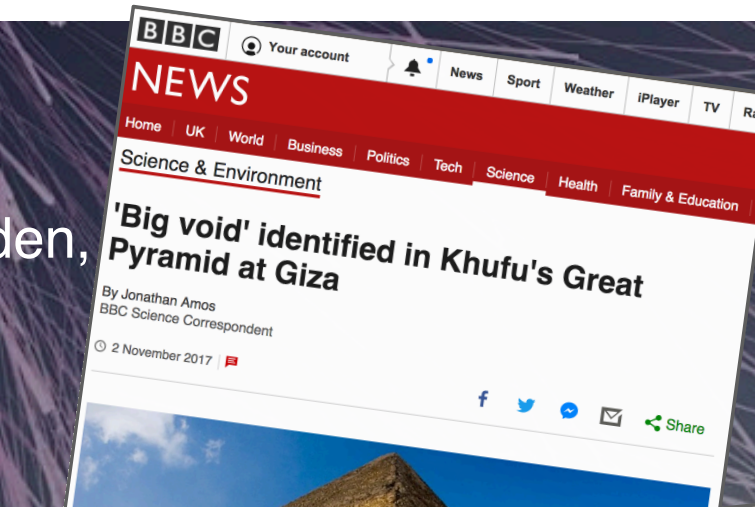 BBC Your account News Sport Weather iPlayer TV
NEWS
Home UK World Business Politics Tech Science Health Family & Education
Science & Environment
den,
'Big void' identified in Khufu's Great
Pyramid at Giza
By Jonathan Amos
BBC Science Correspondent
2 November 2017
Share